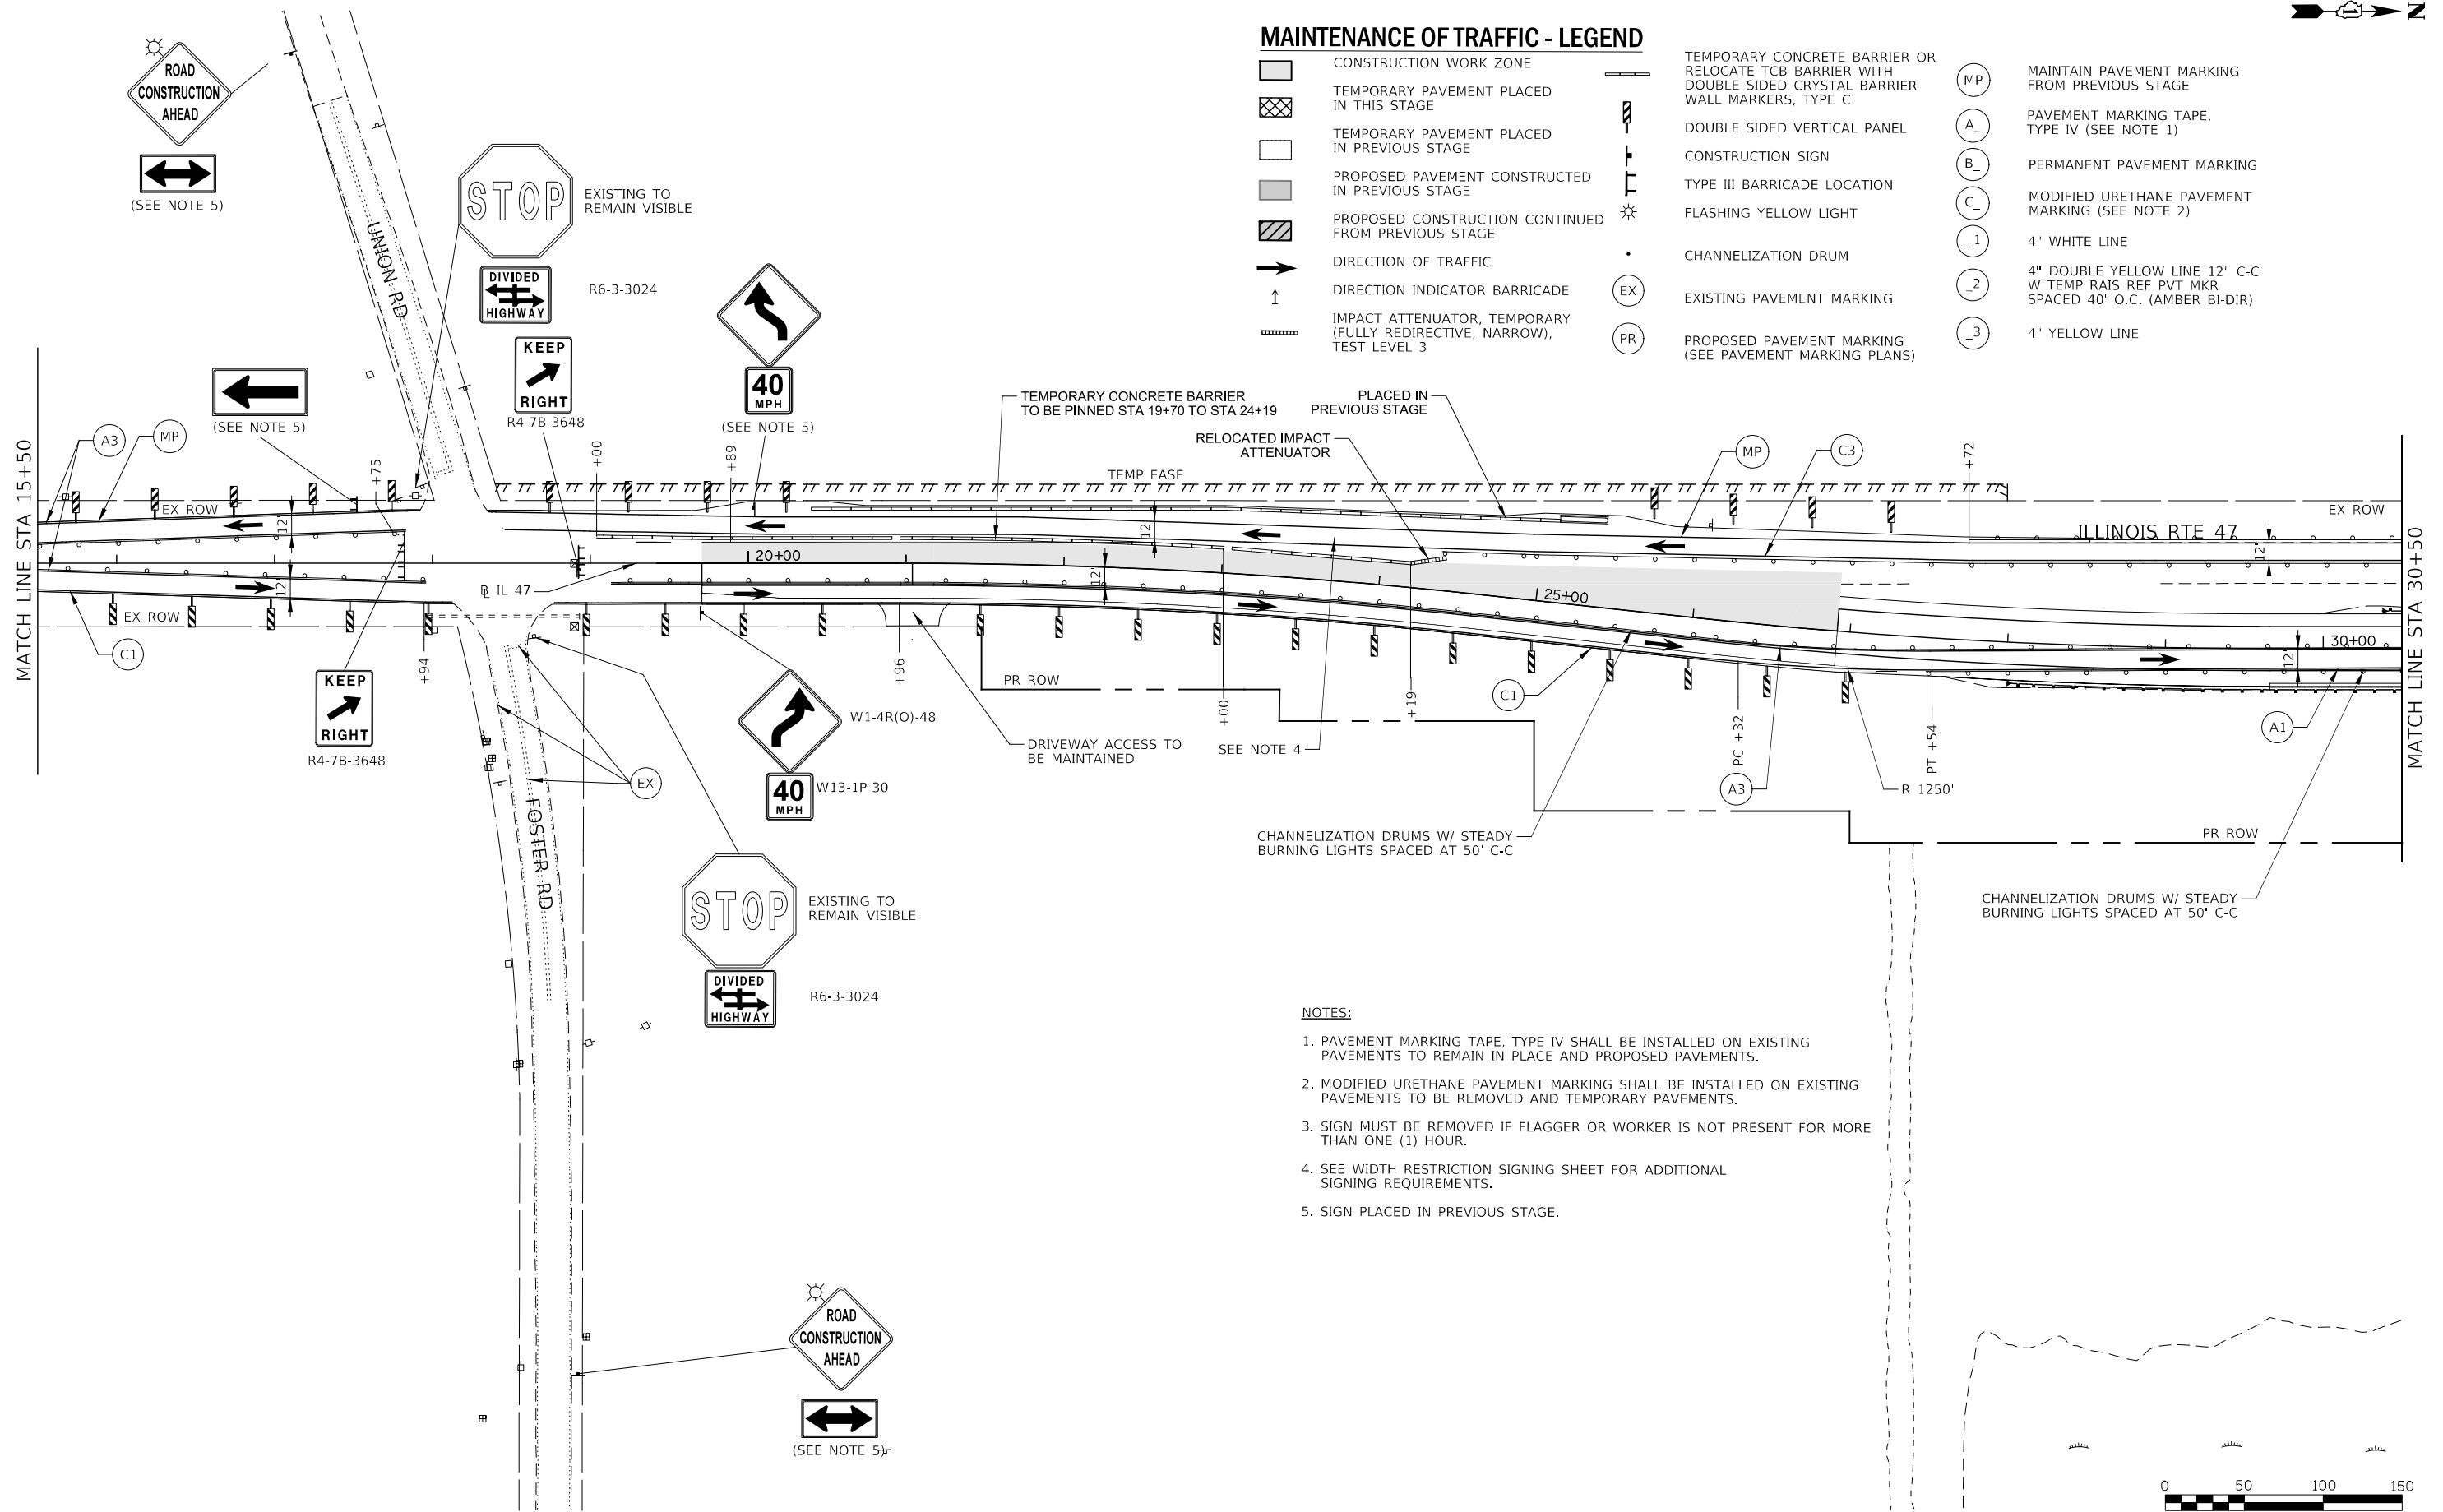 N
MAINTENANCE OF TRAFFIC - LEGEND
CONSTRUCTION WORK ZONE
TEMPORARY PAVEMENT PLACED
IN THIS STAGE
TEMPORARY PAVEMENT PLACED
IN PREVIOUS STAGE
PROPOSED PAVEMENT CONSTRUCTED
IN PREVIOUS STAGE
PROPOSED CONSTRUCTION CONTINUED
FROM PREVIOUS STAGE
DIRECTION OF TRAFFIC
DIRECTION INDICATOR BARRICADE
IMPACT ATTENUATOR, TEMPORARY
(FULLY REDIRECTIVE, NARROW),
TEST LEVEL 3
TEMPORARY CONCRETE BARRIER OR
RELOCATE TCB BARRIER WITH
DOUBLE SIDED CRYSTAL BARRIER
WALL MARKERS, TYPE C
DOUBLE SIDED VERTICAL PANEL
CONSTRUCTION SIGN
TYPE III BARRICADE LOCATION
FLASHING YELLOW LIGHT
CHANNELIZATION DRUM
EX EXISTING PAVEMENT MARKING
PR PROPOSED PAVEMENT MARKING
(SEE PAVEMENT MARKING PLANS)
MP MAINTAIN PAVEMENT MARKING
FROM PREVIOUS STAGE
A_ PAVEMENT MARKING TAPE,
TYPE IV (SEE NOTE 1)
B_ PERMANENT PAVEMENT MARKING
C_ MODIFIED URETHANE PAVEMENT
MARKING (SEE NOTE 2)
_1 4" WHITE LINE
_2 4" DOUBLE YELLOW LINE 12" C-C
W TEMP RAIS REF PVT MKR
SPACED 40' O.C. (AMBER BI-DIR)
_3 4" YELLOW LINE
ROAD
CONSTRUCTION
AHEAD
(SEE NOTE 5)
UNION RD
STOP
EXISTING TO
REMAIN VISIBLE
DIVIDED
HIGHWAY
R6-3-3024
KEEP
RIGHT
R4-7B-3648
40
MPH
(SEE NOTE 5)
(SEE NOTE 5)
A3
MP
TEMPORARY CONCRETE BARRIER
TO BE PINNED STA 19+70 TO STA 24+19
PLACED IN
PREVIOUS STAGE
RELOCATED IMPACT
ATTENUATOR
MP
C3
+75
+00
+89
+72
TEMP EASE
EX ROW
EX ROW
ILLINOIS RTE 47
MATCH LINE STA 15+50
MATCH LINE STA 30+50
12'
12'
12'
12
12'
12'
20+00
25+00
30+00
B IL 47
EX ROW
C1
+94
+96
+00
+19
PC +32
PT +54
KEEP
RIGHT
R4-7B-3648
W1-4R(O)-48
40
MPH
W13-1P-30
PR ROW
DRIVEWAY ACCESS TO
BE MAINTAINED
SEE NOTE 4
C1
A3
R 1250'
A1
EX
FOSTER RD
CHANNELIZATION DRUMS W/ STEADY
BURNING LIGHTS SPACED AT 50' C-C
PR ROW
CHANNELIZATION DRUMS W/ STEADY
BURNING LIGHTS SPACED AT 50' C-C
STOP
EXISTING TO
REMAIN VISIBLE
DIVIDED
HIGHWAY
R6-3-3024
NOTES:
1. PAVEMENT MARKING TAPE, TYPE IV SHALL BE INSTALLED ON EXISTING
PAVEMENTS TO REMAIN IN PLACE AND PROPOSED PAVEMENTS.
2. MODIFIED URETHANE PAVEMENT MARKING SHALL BE INSTALLED ON EXISTING
PAVEMENTS TO BE REMOVED AND TEMPORARY PAVEMENTS.
3. SIGN MUST BE REMOVED IF FLAGGER OR WORKER IS NOT PRESENT FOR MORE
THAN ONE (1) HOUR.
4. SEE WIDTH RESTRICTION SIGNING SHEET FOR ADDITIONAL
SIGNING REQUIREMENTS.
5. SIGN PLACED IN PREVIOUS STAGE.
ROAD
CONSTRUCTION
AHEAD
(SEE NOTE 5)
0 50 100 150